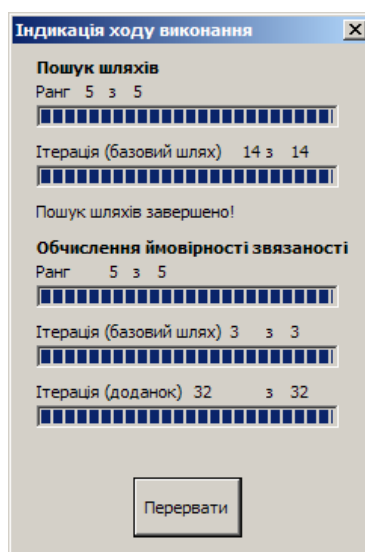 Індикація ходу виконання
Пошук шляхів
Ранг 5 з 5
Ітерація (базовий шлях) 14 з 14
Пошук шляхів завершено!
Обчислення ймовірності звязаності
Ранг 5 з 5
Ітерація (базовий шлях) 3 з 3
Ітерація (доданок) 32 з 32
Перервати